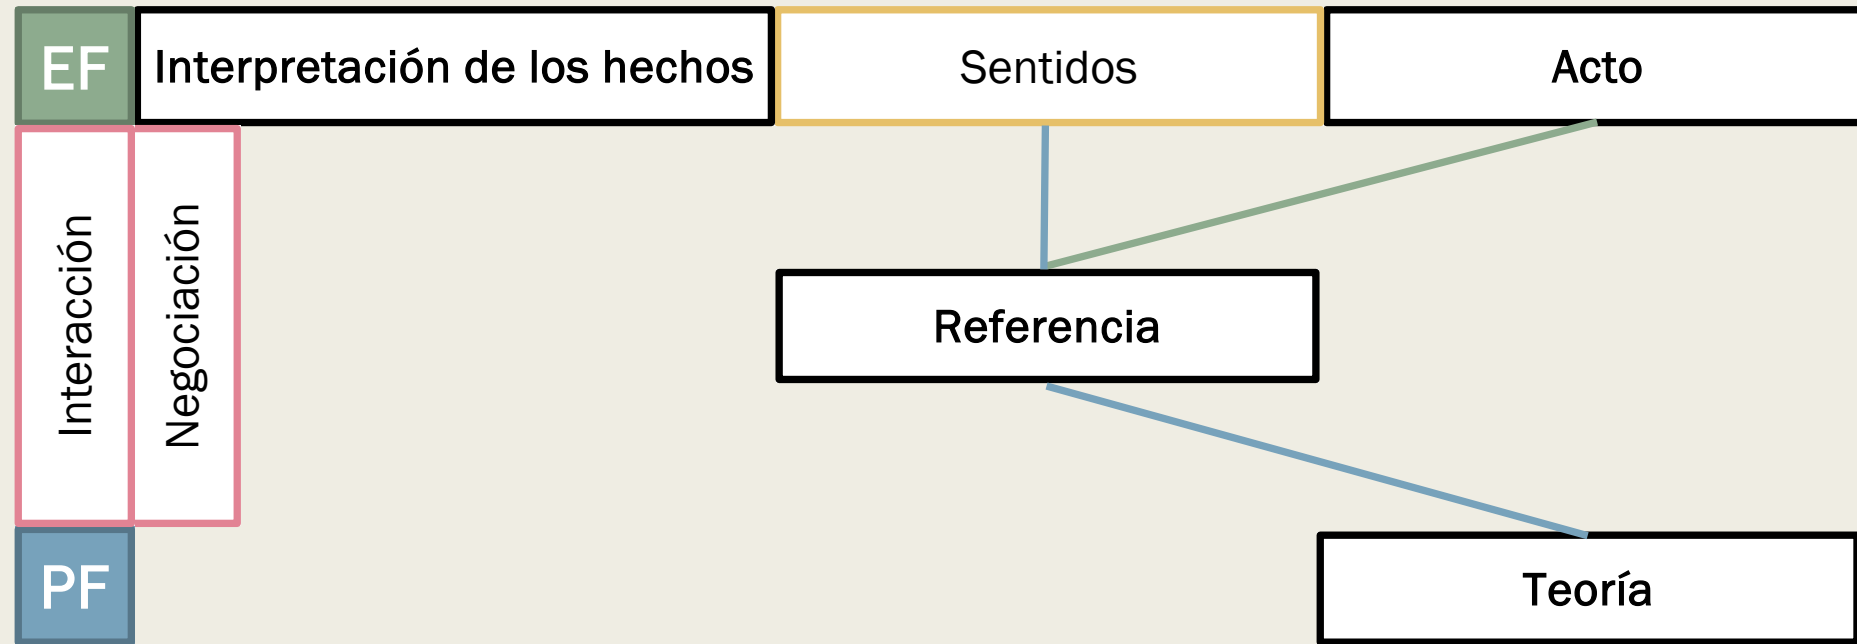 EF
Interpretación de los hechos
Sentidos
Acto
Interacción
Negociación
Referencia
PF
Teoría